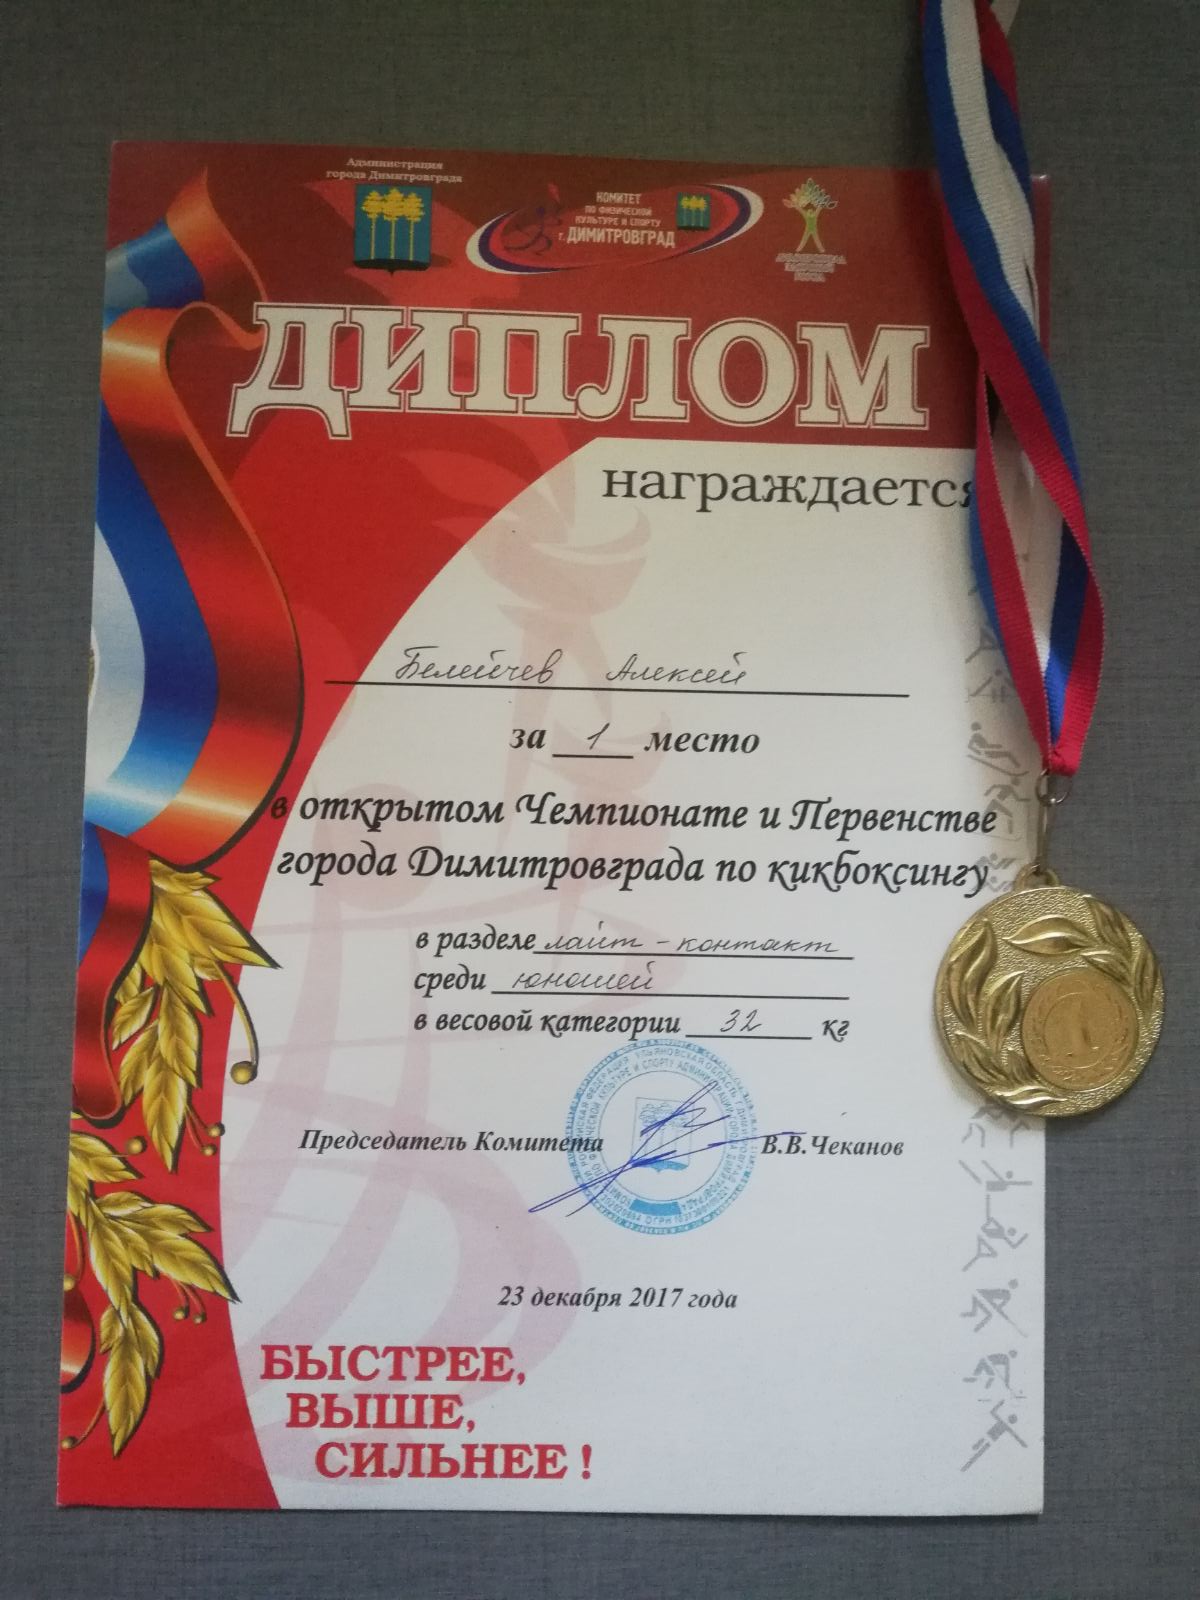 Администрация
города Димитровграда
КОМИТЕТ
ПО ФИЗИЧЕСКОЙ
КУЛЬТУРЕ И СПОРТУ
г. ДИМИТРОВГРАД
ДИПЛОМ
награждается
Белейчев Алексей
за 1 место
в открытом Чемпионате и Первенстве
города Димитровграда по кикбоксингу
в разделе лайт - контакт
среди юношей
в весовой категории 32 кг
Председатель Комитета В.В.Чеканов
23 декабря 2017 года
БЫСТРЕЕ,
ВЫШЕ,
СИЛЬНЕЕ !
1